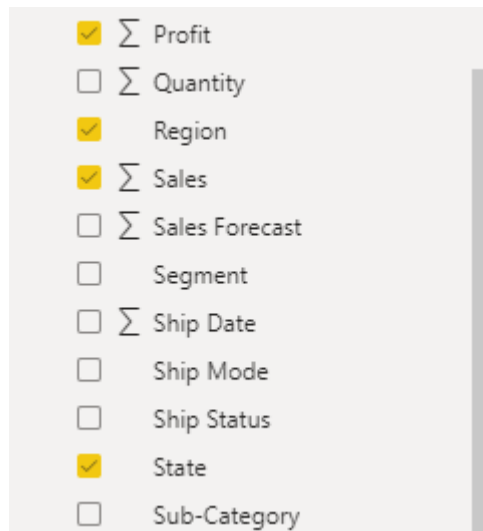 ∑ Profit
∑ Quantity
Region
∑ Sales
∑ Sales Forecast
Segment
∑ Ship Date
Ship Mode
Ship Status
State
Sub-Category